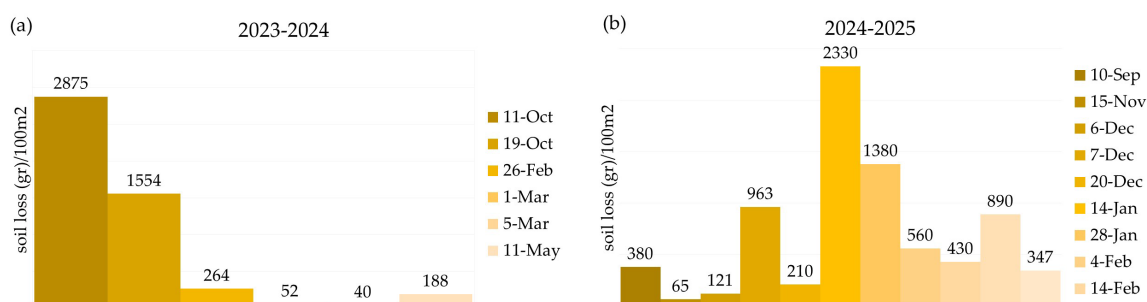 (a)
2023-2024
soil loss (gr)/100m2
2875
1554
264
52
40
188
11-Oct
19-Oct
26-Feb
1-Mar
5-Mar
11-May
(b)
2024-2025
soil loss (gr)/100m2
380
65
121
963
210
2330
1380
560
430
890
347
10-Sep
15-Nov
6-Dec
7-Dec
20-Dec
14-Jan
28-Jan
4-Feb
14-Feb